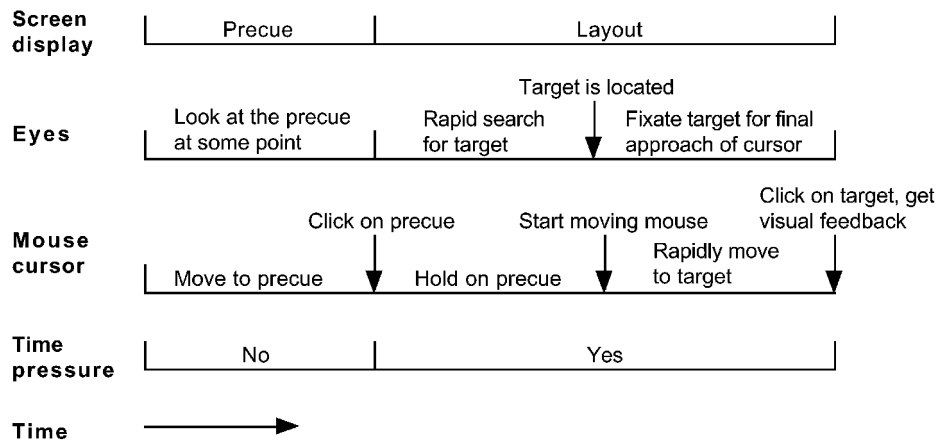 Screen
display
Precue
Layout
Target is located
Eyes
Look at the precue
at some point
Rapid search
for target
Fixate target for final
approach of cursor
Click on target, get
visual feedback
Click on precue
Start moving mouse
Mouse
cursor
Move to precue
Hold on precue
Rapidly move
to target
Time
pressure
No
Yes
Time